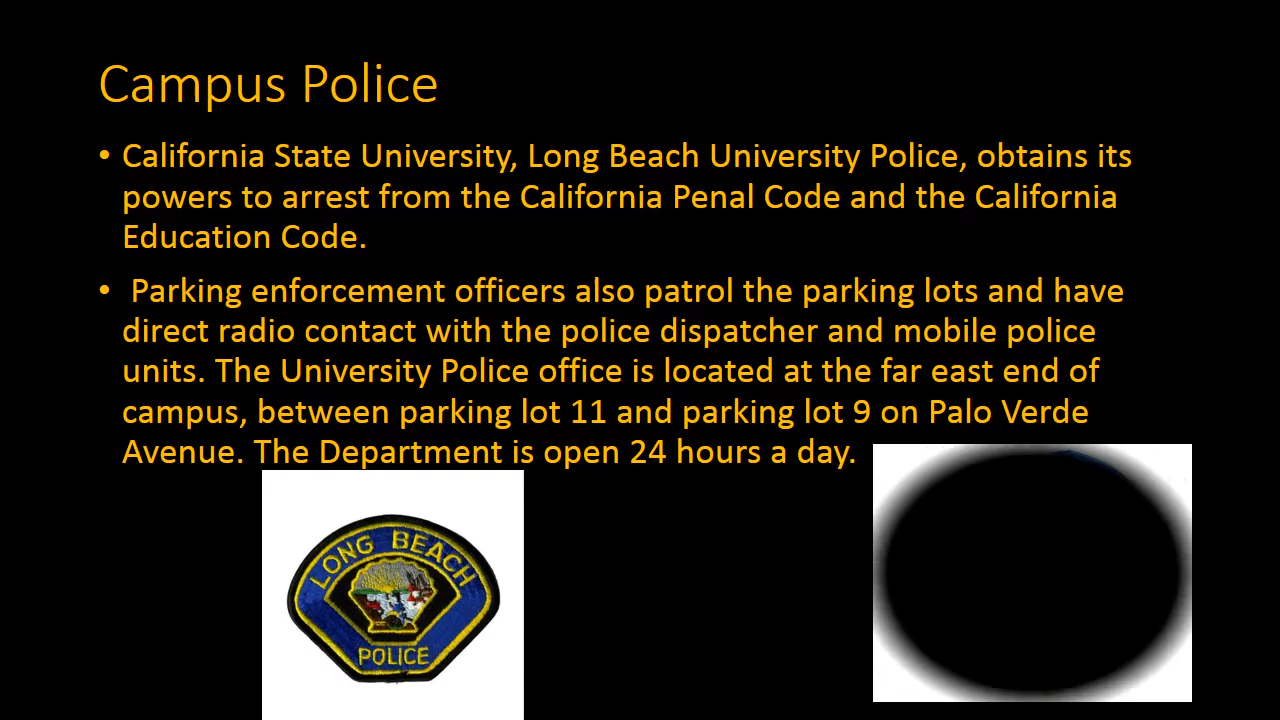 Campus Police
• California State University, Long Beach University Police, obtains its
powers to arrest from the California Penal Code and the California
Education Code.
• Parking enforcement officers also patrol the parking lots and have
direct radio contact with the police dispatcher and mobile police
units. The University Police office is located at the far east end of
campus, between parking lot 11 and parking lot 9 on Palo Verde
Avenue. The Department is open 24 hours a day.
LONG BEACH
POLICE